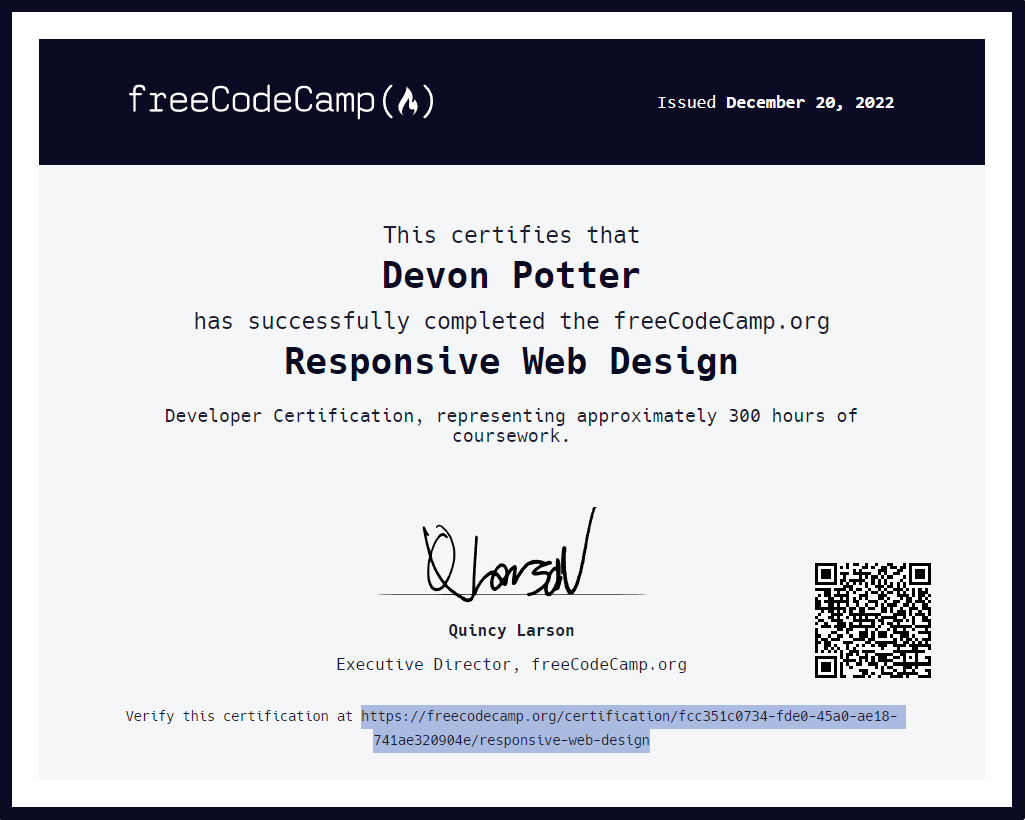 freeCodeCamp
Issued December 20, 2022
This certifies that
Devon Potter
has successfully completed the freeCodeCamp.org
Responsive Web Design
Developer Certification, representing approximately 300 hours of
coursework.
Q Larson
Quincy Larson
Executive Director, freeCodeCamp.org
Verify this certification at https://freecodecamp.org/certification/fcc351c0734-fde0-45a0-ae18-
741ae320904e/responsive-web-design